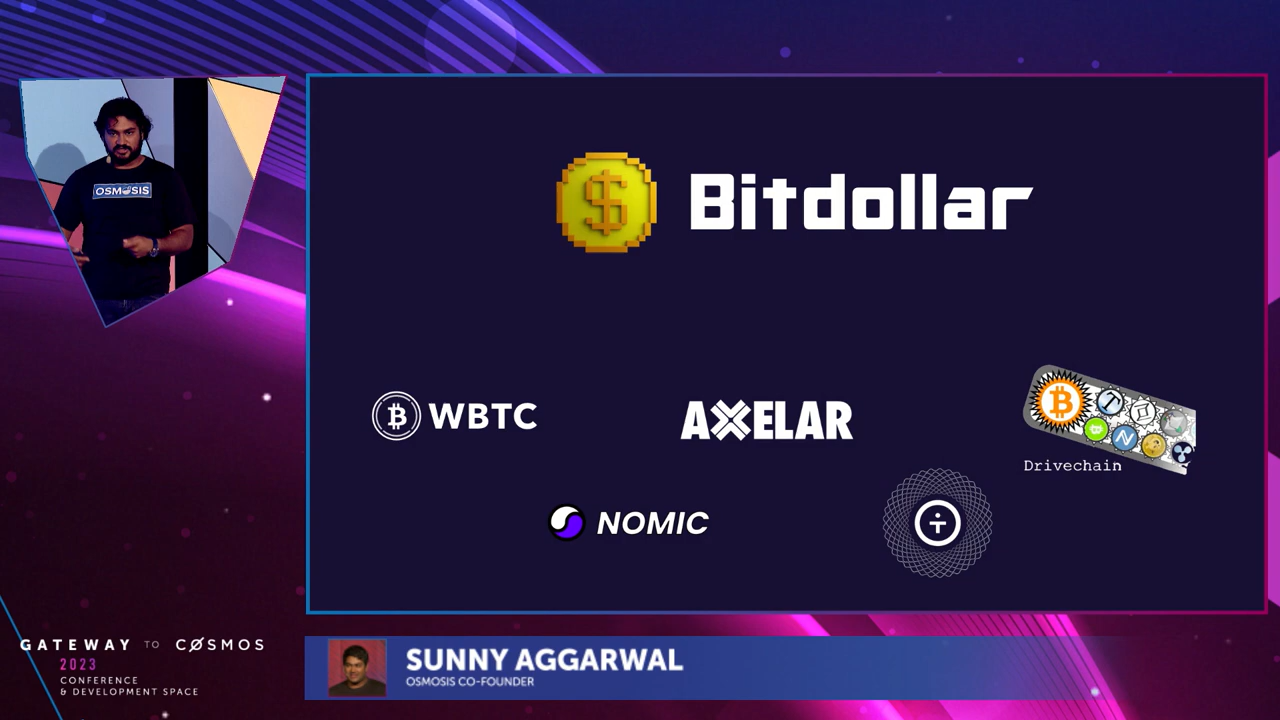 OSMOSIS
Bitdollar
WBTC
AXELAR
Drivechain
NOMIC
GATEWAY TO COSMOS
2023
CONFERENCE
& DEVELOPMENT SPACE
SUNNY AGGARWAL
OSMOSIS CO-FOUNDER